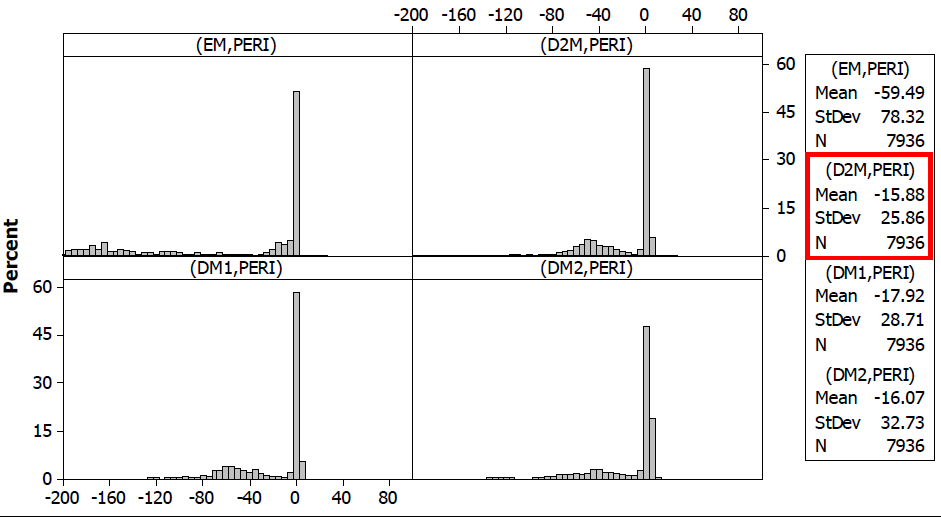 -200 -160 -120 -80 -40 0 40 80
(EM,PERI) (D2M,PERI)
60
45
30
15
0
Percent
(DM1,PERI) (DM2,PERI)
60
45
30
15
0
-200 -160 -120 -80 -40 0 40 80
(EM,PERI)
Mean -59.49
StDev 78.32
N 7936
(D2M,PERI)
Mean -15.88
StDev 25.86
N 7936
(DM1,PERI)
Mean -17.92
StDev 28.71
N 7936
(DM2,PERI)
Mean -16.07
StDev 32.73
N 7936